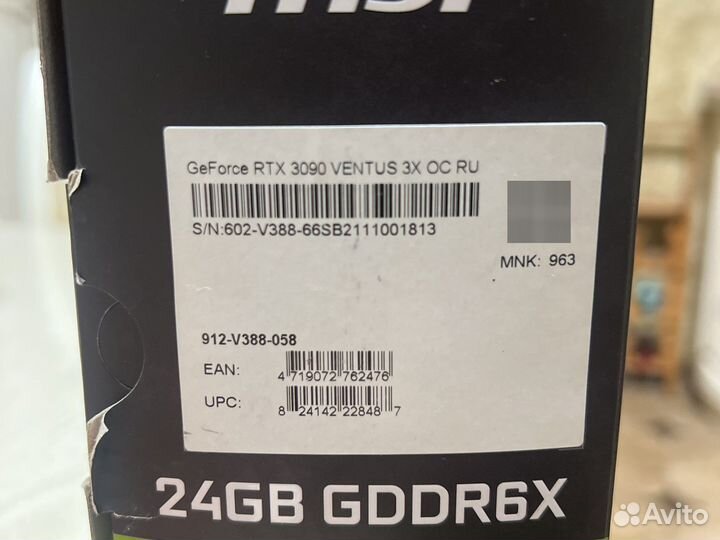 msi
GeForce RTX 3090 VENTUS 3X OC RU
S/N:602-V388-66SB2111001813
MNK: 963
912-V388-058
EAN:
4 719072 762476
UPC:
8 24142 22848 7
24GB GDDR6X
Avito